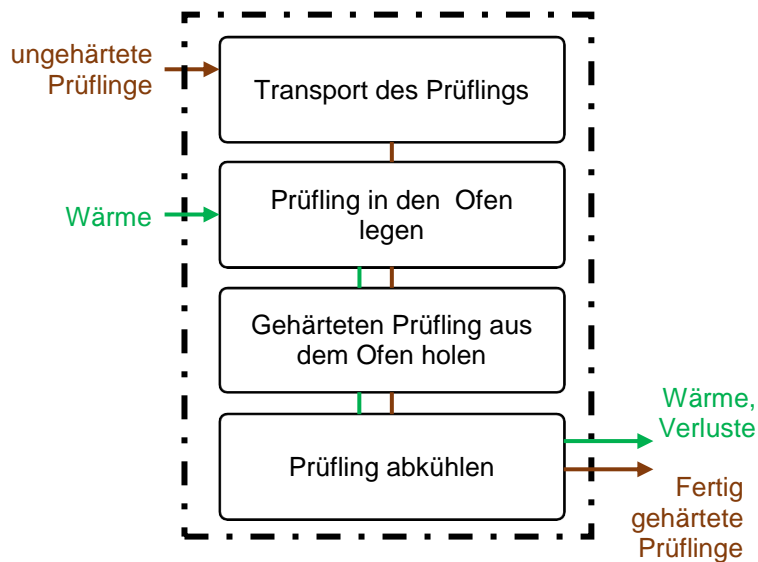 ungehärtete
Prüflinge
Transport des Prüflings
Wärme
Prüfling in den Ofen
legen
Gehärteten Prüfling aus
dem Ofen holen
Prüfling abkühlen
Wärme,
Verluste
Fertig
gehärtete
Prüflinge